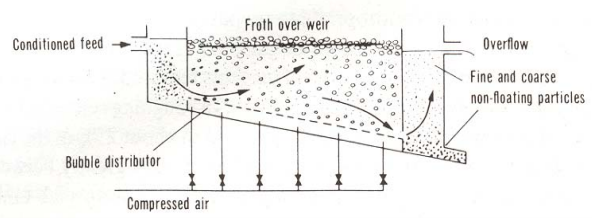 Froth over weir
Conditioned feed
Overflow
Fine and coarse
non-floating particles
Bubble distributor
Compressed air